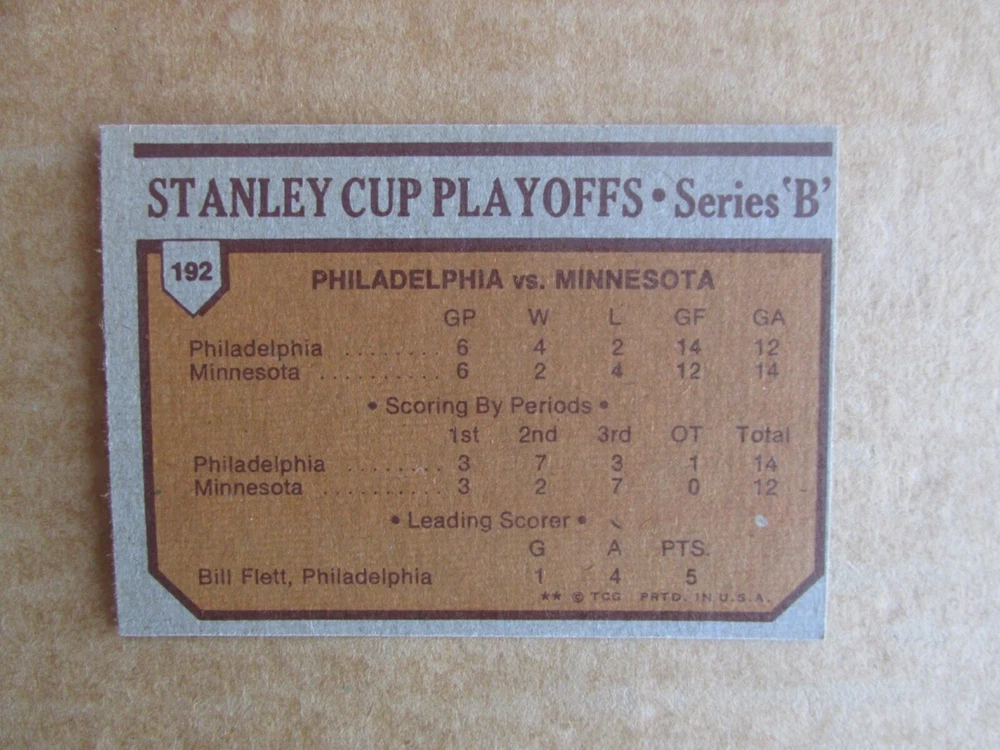 STANLEY CUP PLAYOFFS • Series 'B'
192
PHILADELPHIA vs. MINNESOTA
GP W L GF GA
Philadelphia ........ 6 4 2 14 12
Minnesota .......... 6 2 4 12 14
• Scoring By Periods •
1st 2nd 3rd OT Total
Philadelphia ........ 3 7 3 1 14
Minnesota .......... 3 2 7 0 12
• Leading Scorer •
G A PTS.
Bill Flett, Philadelphia 1 4 5
** © TCG PRTD. IN U.S.A.